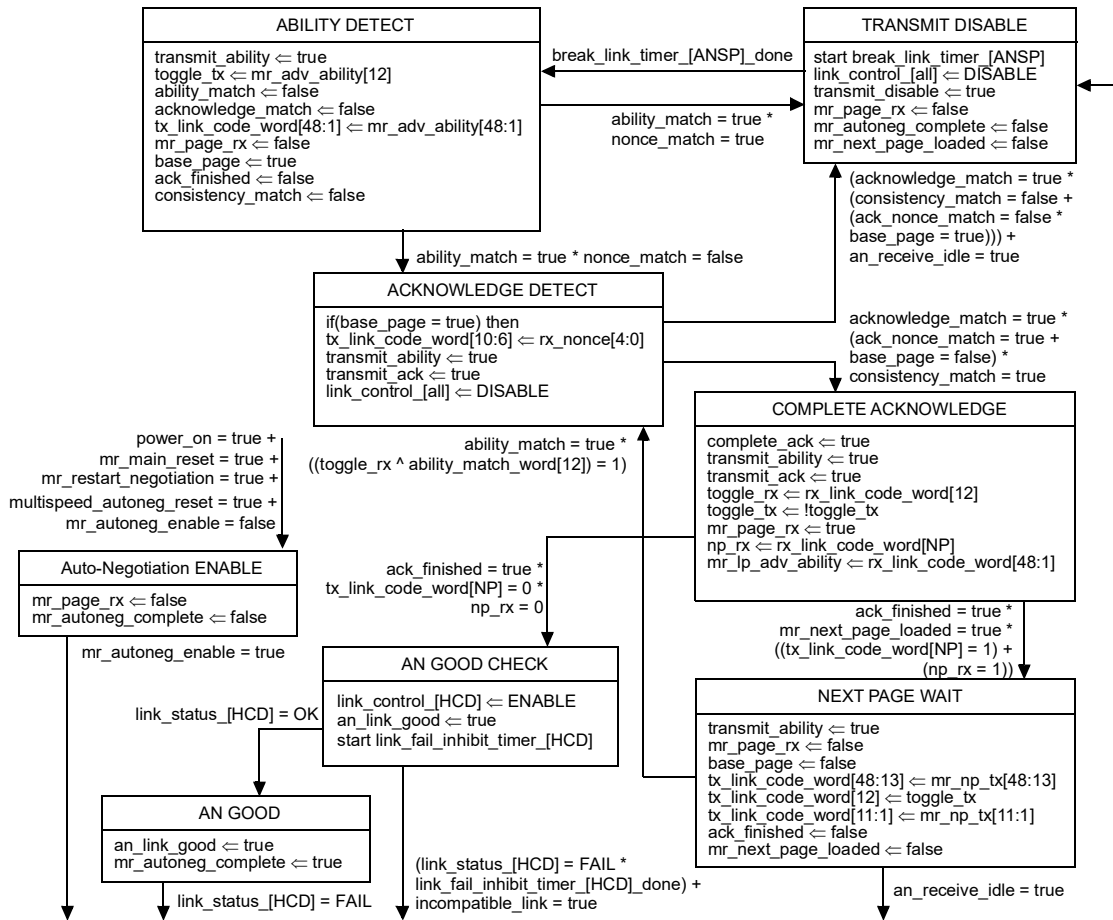 ABILITY DETECT
transmit_ability ⇐ true
toggle_tx ⇐ mr_adv_ability[12]
ability_match ⇐ false
acknowledge_match ⇐ false
tx_link_code_word[48:1] ⇐ mr_adv_ability[48:1]
mr_page_rx ⇐ false
base_page ⇐ true
ack_finished ⇐ false
consistency_match ⇐ false
break_link_timer_[ANSP]_done
ability_match = true *
nonce_match = true
TRANSMIT DISABLE
start break_link_timer_[ANSP]
link_control_[all] ⇐ DISABLE
transmit_disable ⇐ true
mr_page_rx ⇐ false
mr_autoneg_complete ⇐ false
mr_next_page_loaded ⇐ false
(acknowledge_match = true *
(consistency_match = false +
(ack_nonce_match = false *
base_page = true))) +
an_receive_idle = true
ability_match = true * nonce_match = false
ACKNOWLEDGE DETECT
if(base_page = true) then
tx_link_code_word[10:6] ⇐ rx_nonce[4:0]
transmit_ability ⇐ true
transmit_ack ⇐ true
link_control_[all] ⇐ DISABLE
acknowledge_match = true *
(ack_nonce_match = true +
base_page = false) *
consistency_match = true
COMPLETE ACKNOWLEDGE
complete_ack ⇐ true
transmit_ability ⇐ true
transmit_ack ⇐ true
toggle_rx ⇐ rx_link_code_word[12]
toggle_tx ⇐ !toggle_tx
mr_page_rx ⇐ true
np_rx ⇐ rx_link_code_word[NP]
mr_lp_adv_ability ⇐ rx_link_code_word[48:1]
ability_match = true *
((toggle_rx ^ ability_match_word[12]) = 1)
power_on = true +
mr_main_reset = true +
mr_restart_negotiation = true +
multispeed_autoneg_reset = true +
mr_autoneg_enable = false
Auto-Negotiation ENABLE
mr_page_rx ⇐ false
mr_autoneg_complete ⇐ false
mr_autoneg_enable = true
ack_finished = true *
tx_link_code_word[NP] = 0 *
np_rx = 0
ack_finished = true *
mr_next_page_loaded = true *
((tx_link_code_word[NP] = 1) +
(np_rx = 1))
AN GOOD CHECK
link_control_[HCD] ⇐ ENABLE
an_link_good ⇐ true
start link_fail_inhibit_timer_[HCD]
link_status_[HCD] = OK
NEXT PAGE WAIT
transmit_ability ⇐ true
mr_page_rx ⇐ false
base_page ⇐ false
tx_link_code_word[48:13] ⇐ mr_np_tx[48:13]
tx_link_code_word[12] ⇐ toggle_tx
tx_link_code_word[11:1] ⇐ mr_np_tx[11:1]
ack_finished ⇐ false
mr_next_page_loaded ⇐ false
AN GOOD
an_link_good ⇐ true
mr_autoneg_complete ⇐ true
link_status_[HCD] = FAIL
(link_status_[HCD] = FAIL *
link_fail_inhibit_timer_[HCD]_done) +
incompatible_link = true
an_receive_idle = true